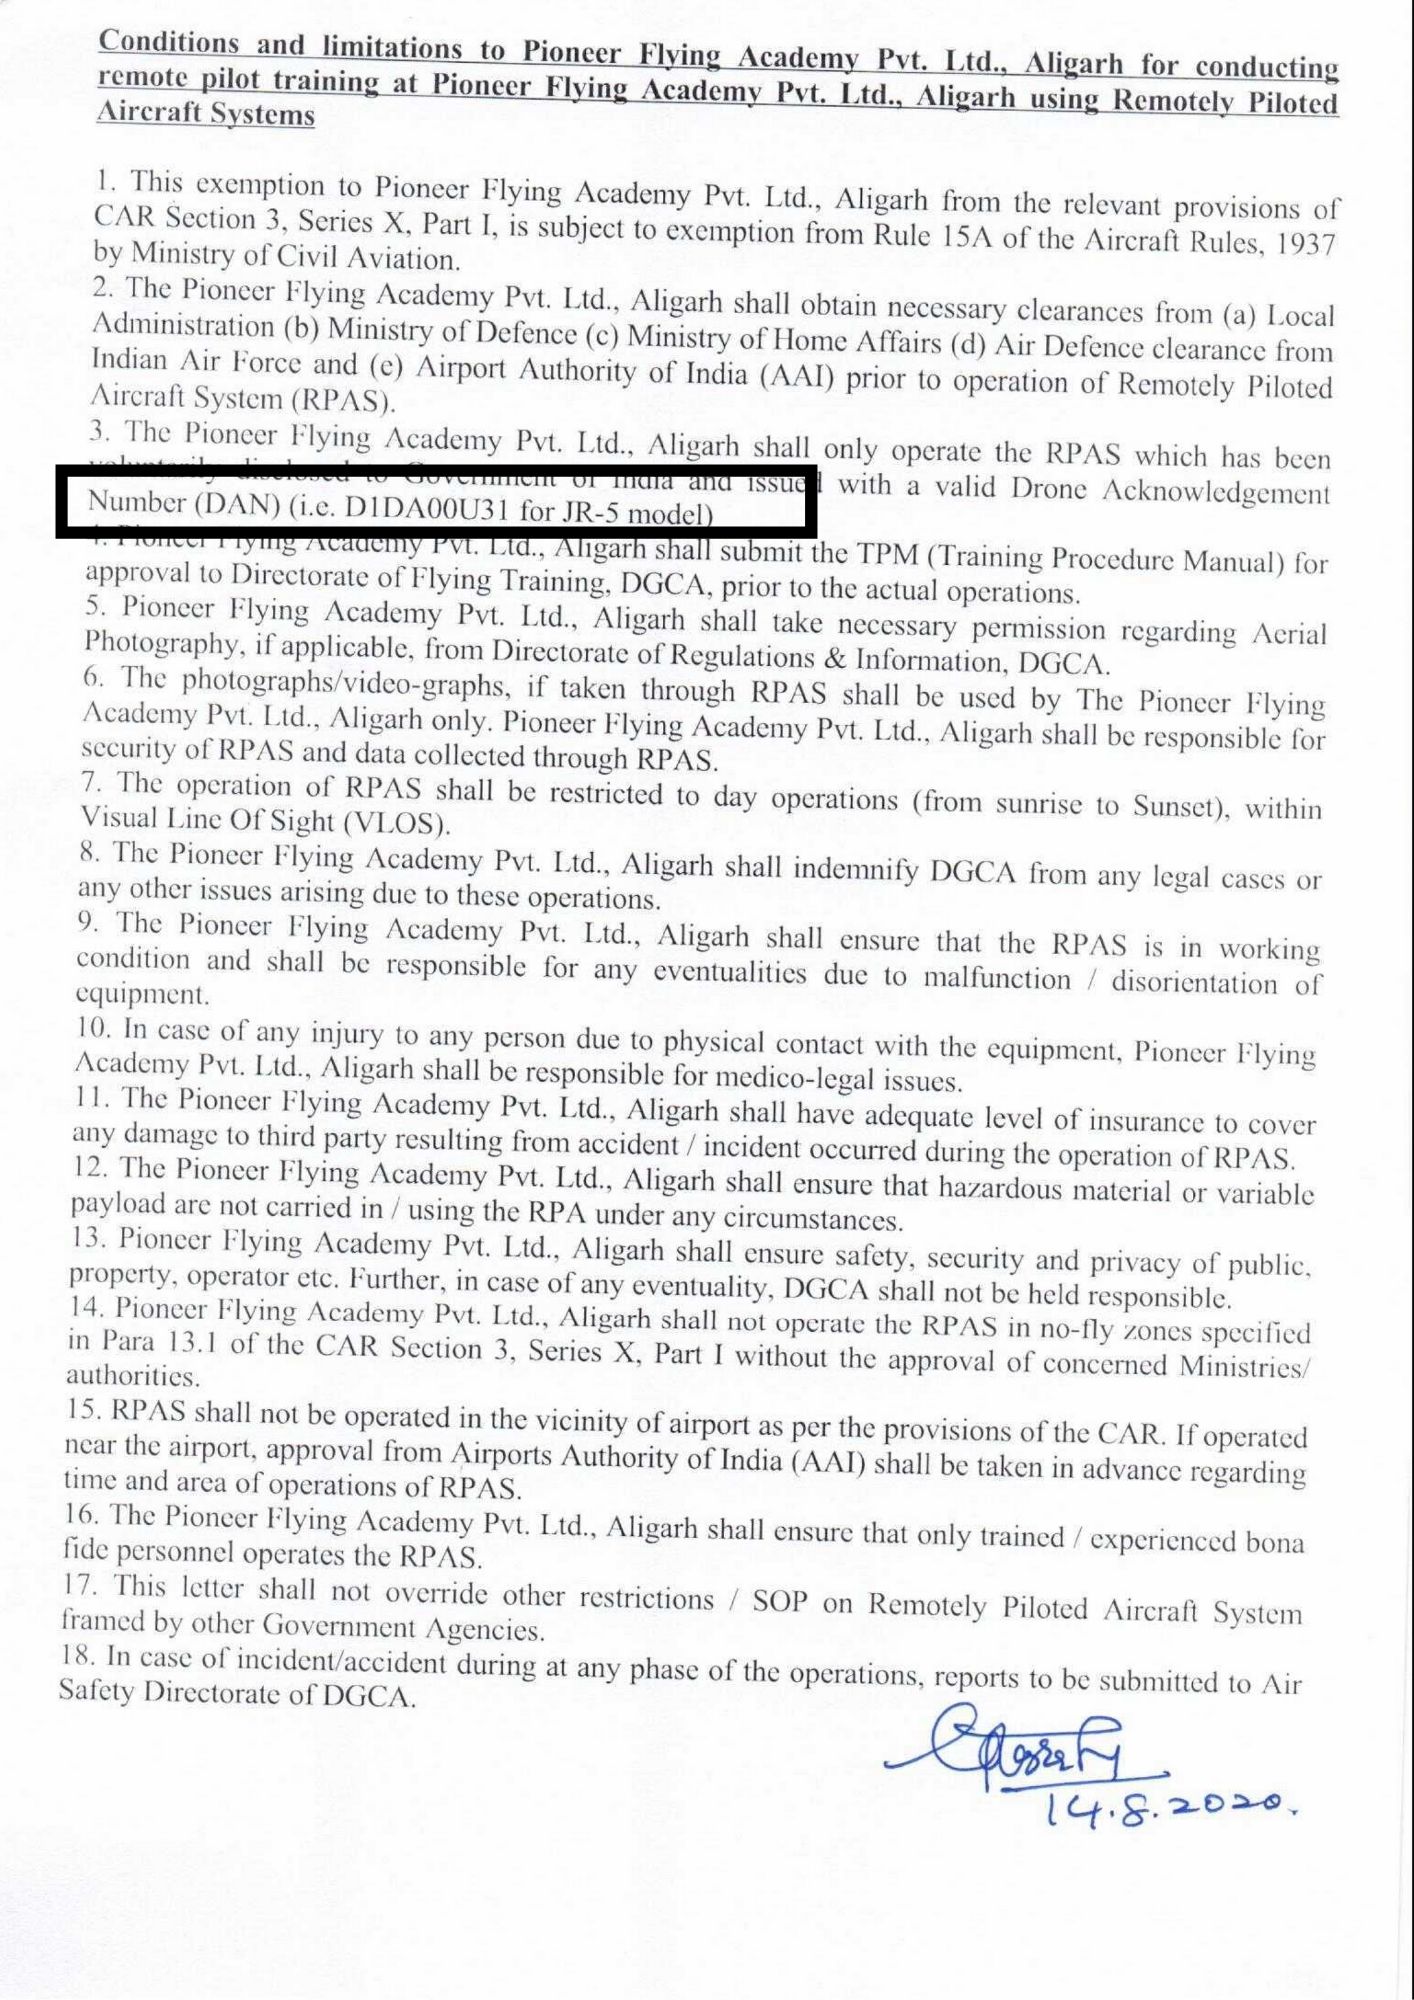 Conditions and limitations to Pioneer Flying Academy Pvt. Ltd., Aligarh for conducting
remote pilot training at Pioneer Flying Academy Pvt. Ltd., Aligarh using Remotely Piloted
Aircraft Systems
1. This exemption to Pioneer Flying Academy Pvt. Ltd., Aligarh from the relevant provisions of
CAR Section 3, Series X, Part I, is subject to exemption from Rule 15A of the Aircraft Rules, 1937
by Ministry of Civil Aviation.
2. The Pioneer Flying Academy Pvt. Ltd., Aligarh shall obtain necessary clearances from (a) Local
Administration (b) Ministry of Defence (c) Ministry of Home Affairs (d) Air Defence clearance from
Indian Air Force and (e) Airport Authority of India (AAI) prior to operation of Remotely Piloted
Aircraft System (RPAS).
3. The Pioneer Flying Academy Pvt. Ltd., Aligarh shall only operate the RPAS which has been
voluntarily disclosed to Government of India and issued with a valid Drone Acknowledgement
Number (DAN) (i.e. D1DA00U31 for JR-5 model)
4. Pioneer Flying Academy Pvt. Ltd., Aligarh shall submit the TPM (Training Procedure Manual) for
approval to Directorate of Flying Training, DGCA, prior to the actual operations.
5. Pioneer Flying Academy Pvt. Ltd., Aligarh shall take necessary permission regarding Aerial
Photography, if applicable, from Directorate of Regulations & Information, DGCA.
6. The photographs/video-graphs, if taken through RPAS shall be used by The Pioneer Flying
Academy Pvt. Ltd., Aligarh only. Pioneer Flying Academy Pvt. Ltd., Aligarh shall be responsible for
security of RPAS and data collected through RPAS.
7. The operation of RPAS shall be restricted to day operations (from sunrise to Sunset), within
Visual Line Of Sight (VLOS).
8. The Pioneer Flying Academy Pvt. Ltd., Aligarh shall indemnify DGCA from any legal cases or
any other issues arising due to these operations.
9. The Pioneer Flying Academy Pvt. Ltd., Aligarh shall ensure that the RPAS is in working
condition and shall be responsible for any eventualities due to malfunction / disorientation of
equipment.
10. In case of any injury to any person due to physical contact with the equipment, Pioneer Flying
Academy Pvt. Ltd., Aligarh shall be responsible for medico-legal issues.
11. The Pioneer Flying Academy Pvt. Ltd., Aligarh shall have adequate level of insurance to cover
any damage to third party resulting from accident / incident occurred during the operation of RPAS.
12. The Pioneer Flying Academy Pvt. Ltd., Aligarh shall ensure that hazardous material or variable
payload are not carried in / using the RPA under any circumstances.
13. Pioneer Flying Academy Pvt. Ltd., Aligarh shall ensure safety, security and privacy of public,
property, operator etc. Further, in case of any eventuality, DGCA shall not be held responsible.
14. Pioneer Flying Academy Pvt. Ltd., Aligarh shall not operate the RPAS in no-fly zones specified
in Para 13.1 of the CAR Section 3, Series X, Part I without the approval of concerned Ministries/
authorities.
15. RPAS shall not be operated in the vicinity of airport as per the provisions of the CAR. If operated
near the airport, approval from Airports Authority of India (AAI) shall be taken in advance regarding
time and area of operations of RPAS.
16. The Pioneer Flying Academy Pvt. Ltd., Aligarh shall ensure that only trained / experienced bona
fide personnel operates the RPAS.
17. This letter shall not override other restrictions / SOP on Remotely Piloted Aircraft System
framed by other Government Agencies.
18. In case of incident/accident during at any phase of the operations, reports to be submitted to Air
Safety Directorate of DGCA.
14.8.2020.